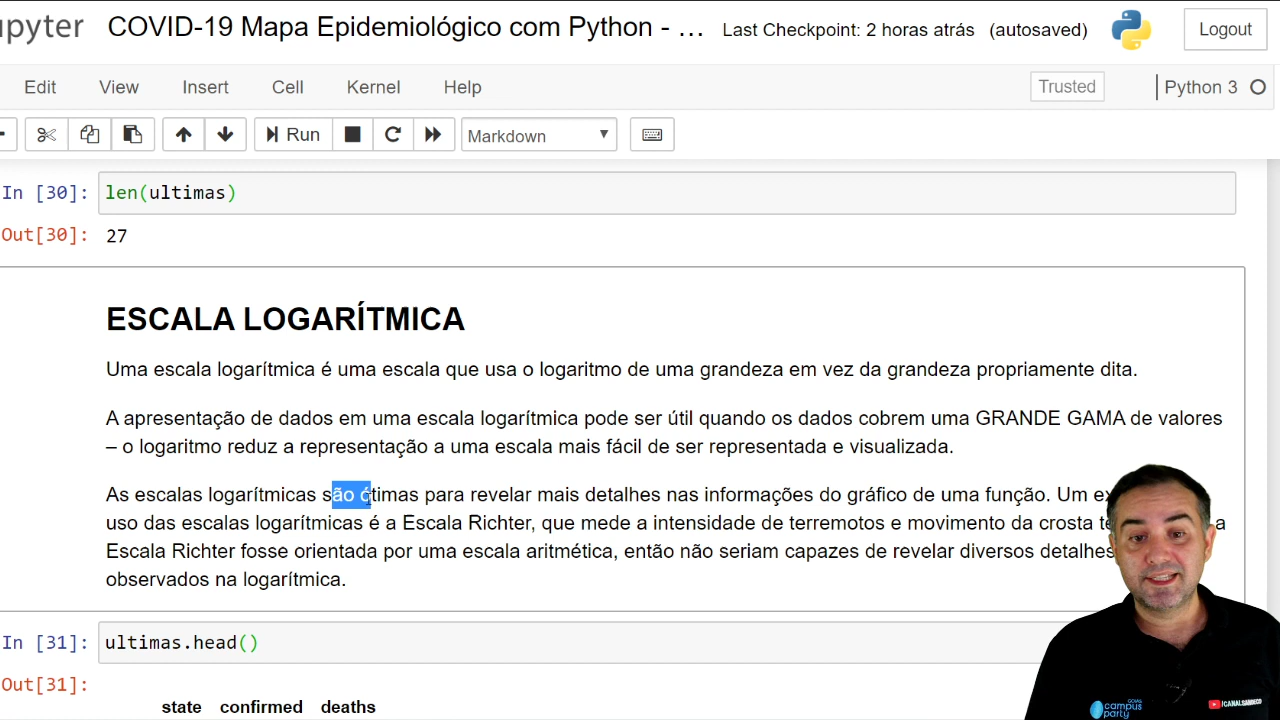 upyter COVID-19 Mapa Epidemiológico com Python - ... Last Checkpoint: 2 horas atrás (autosaved) Logout
Edit View Insert Cell Kernel Help Trusted Python 3
Run Markdown
In [30]: len(ultimas)
Out[30]: 27
ESCALA LOGARÍTMICA
Uma escala logarítmica é uma escala que usa o logaritmo de uma grandeza em vez da grandeza propriamente dita.
A apresentação de dados em uma escala logarítmica pode ser útil quando os dados cobrem uma GRANDE GAMA de valores
– o logaritmo reduz a representação a uma escala mais fácil de ser representada e visualizada.
As escalas logarítmicas são ótimas para revelar mais detalhes nas informações do gráfico de uma função. Um
uso das escalas logarítmicas é a Escala Richter, que mede a intensidade de terremotos e movimento da crosta a
Escala Richter fosse orientada por uma escala aritmética, então não seriam capazes de revelar diversos detalhes
observados na logarítmica.
In [31]: ultimas.head()
Out[31]:
state confirmed deaths
GOIÁS
campus
party
/CANALSANDECO